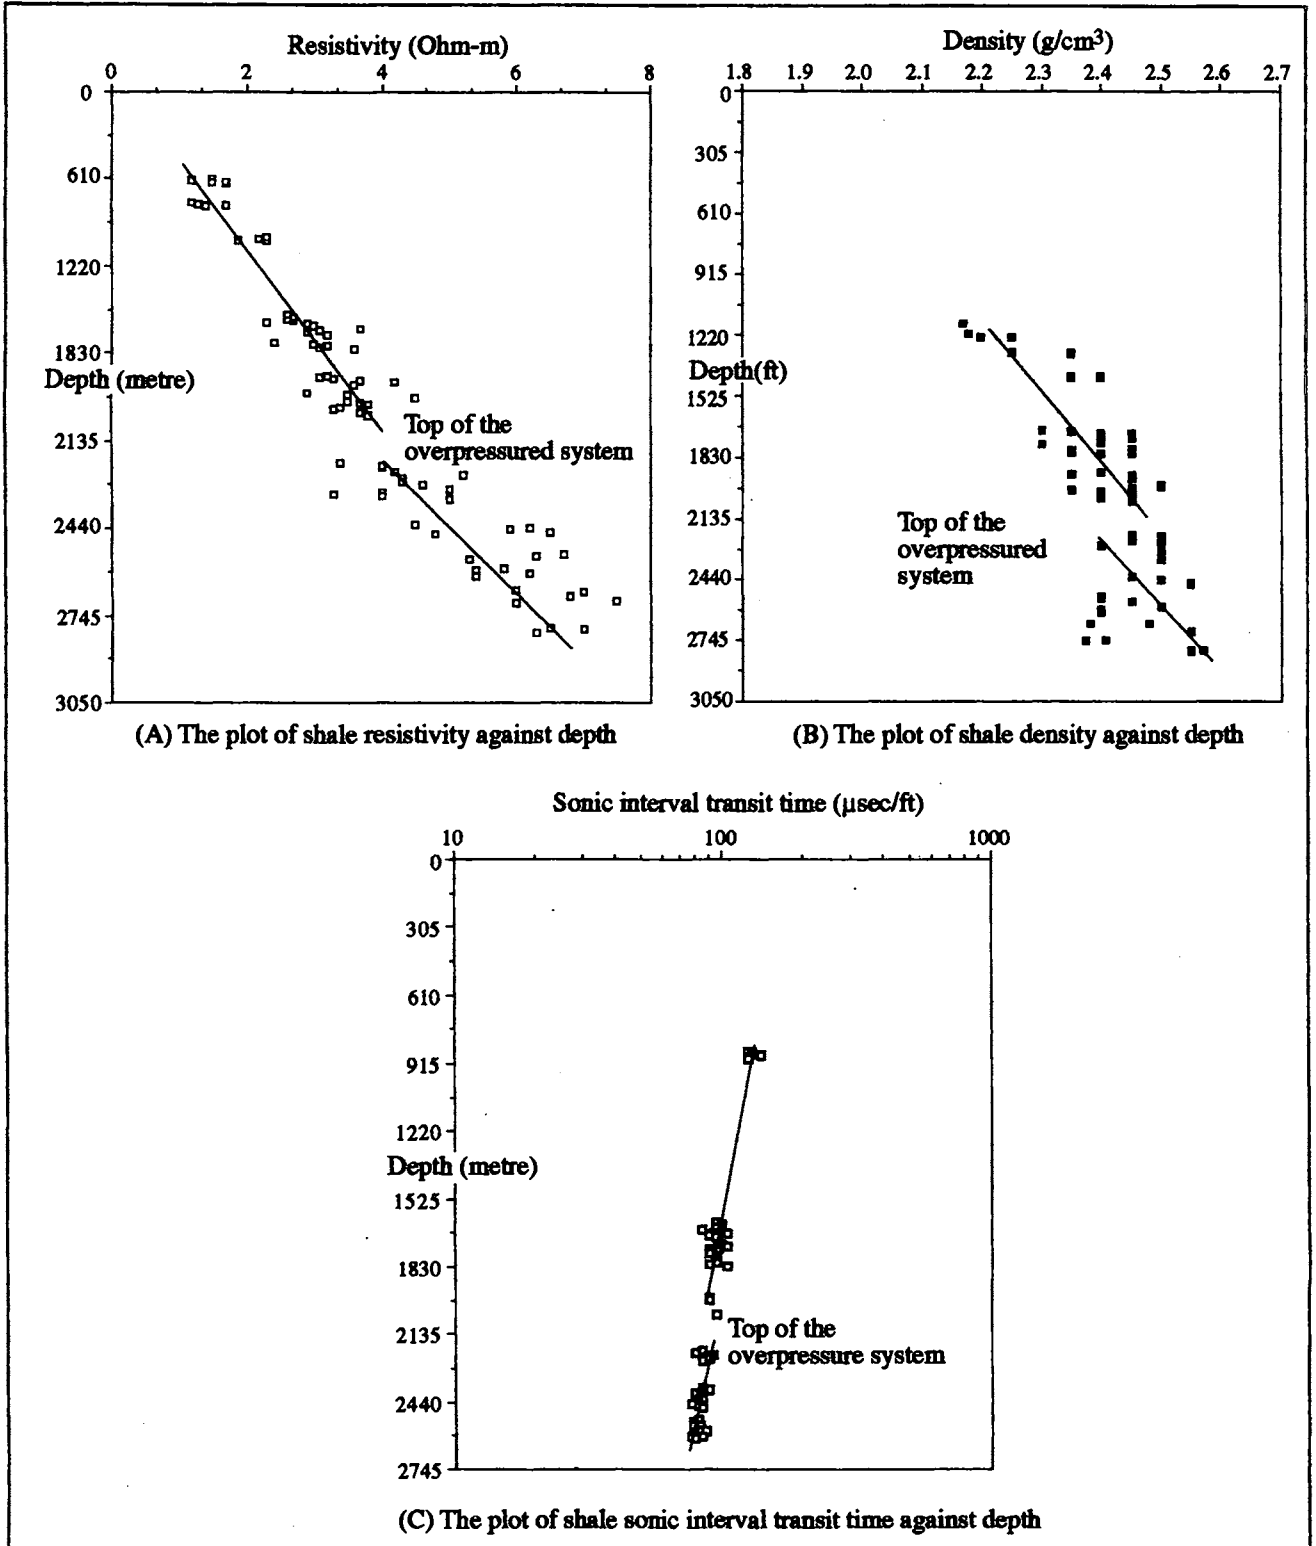 Resistivity (Ohm-m)
0 2 4 6 8
0
610
1220
1830
Depth (metre)
2135
2440
2745
3050
Top of the
overpressured system
(A) The plot of shale resistivity against depth
Density (g/cm³)
1.8 1.9 2.0 2.1 2.2 2.3 2.4 2.5 2.6 2.7
0
305
610
915
1220
Depth(ft)
1525
1830
2135
2440
2745
3050
Top of the
overpressured
system
(B) The plot of shale density against depth
Sonic interval transit time (µsec/ft)
10 100 1000
0
305
610
915
1220
Depth (metre)
1525
1830
2135
2440
2745
Top of the
overpressure system
(C) The plot of shale sonic interval transit time against depth